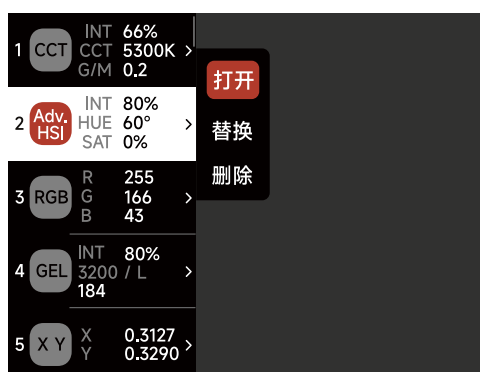 1 CCT INT 66%
CCT 5300K >
G/M 0.2
打开
2 Adv. HSI INT 80%
HUE 60° >
SAT 0%
替换
删除
3 RGB R 255
G 166 >
B 43
4 GEL INT 80%
3200 / L >
184
5 X Y X 0.3127 >
Y 0.3290